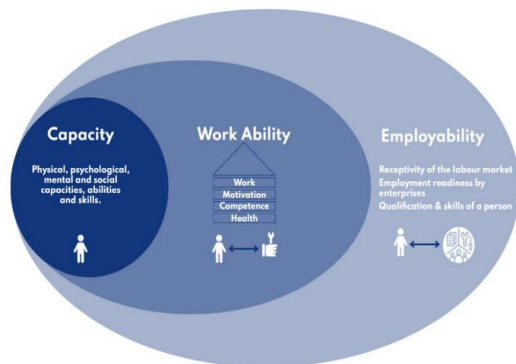 Capacity
Physical, psychological,
mental and social
capacities, abilities
and skills.
Work Ability
Work
Motivation
Competence
Health
Employability
Receptivity of the labour market
Employment readiness by
enterprises
Qualification & skills of a person